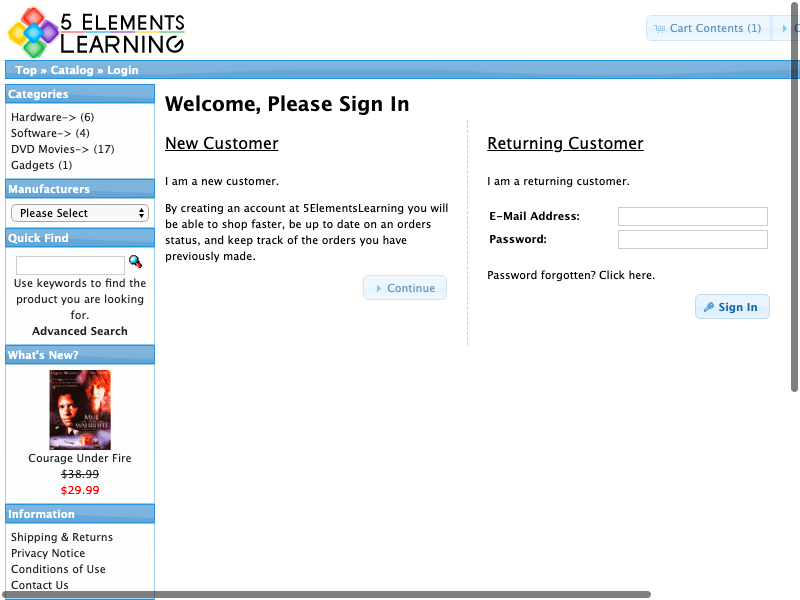 5 ELEMENTS
LEARNING
Cart Contents (1)
Top » Catalog » Login
Categories
Hardware-> (6)
Software-> (4)
DVD Movies-> (17)
Gadgets (1)
Manufacturers
Please Select
Quick Find
Use keywords to find the
product you are looking
for.
Advanced Search
What's New?
COURAGE UNDER FIRE
Courage Under Fire
$38.99
$29.99
Information
Shipping & Returns
Privacy Notice
Conditions of Use
Contact Us
Welcome, Please Sign In
New Customer
I am a new customer.
By creating an account at 5ElementsLearning you will
be able to shop faster, be up to date on an orders
status, and keep track of the orders you have
previously made.
Continue
Returning Customer
I am a returning customer.
E-Mail Address:
Password:
Password forgotten? Click here.
Sign In